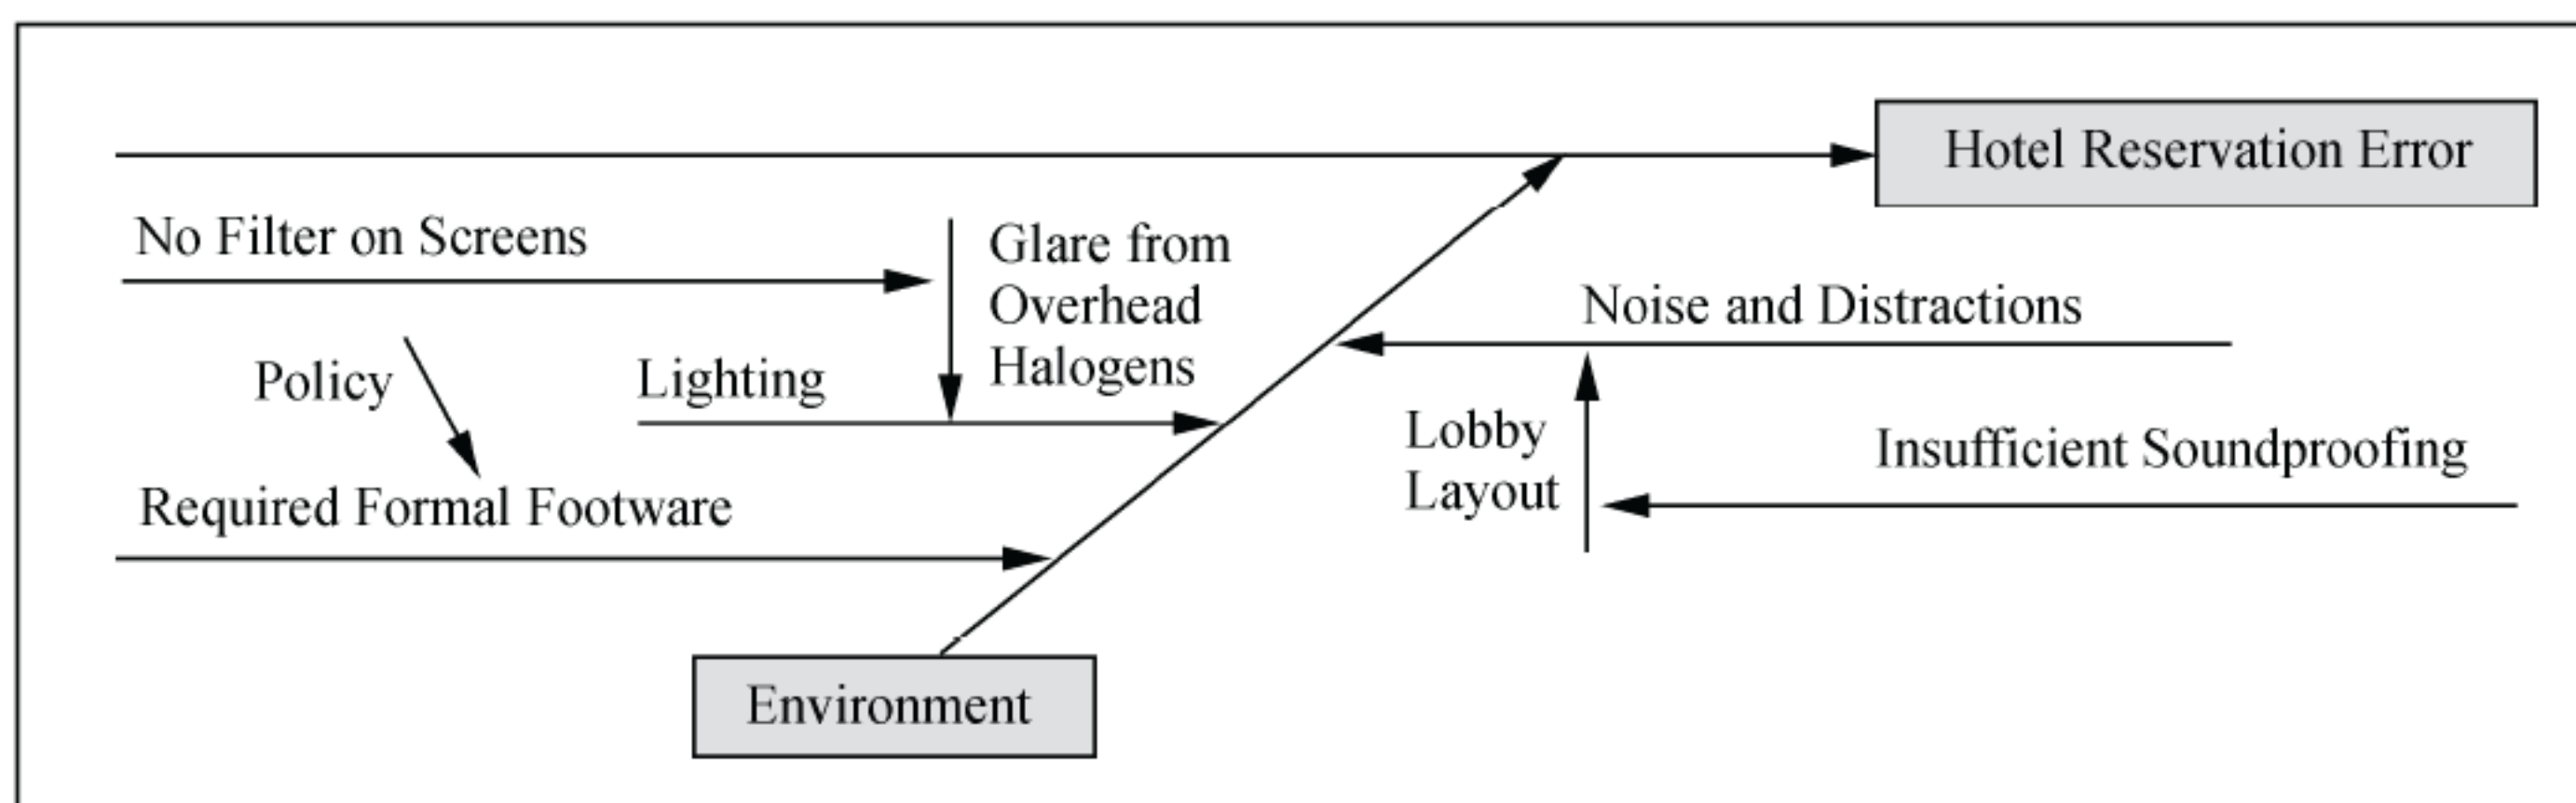 Hotel Reservation Error
No Filter on Screens
Glare from
Overhead
Halogens
Noise and Distractions
Policy
Lighting
Lobby
Layout
Insufficient Soundproofing
Required Formal Footware
Environment